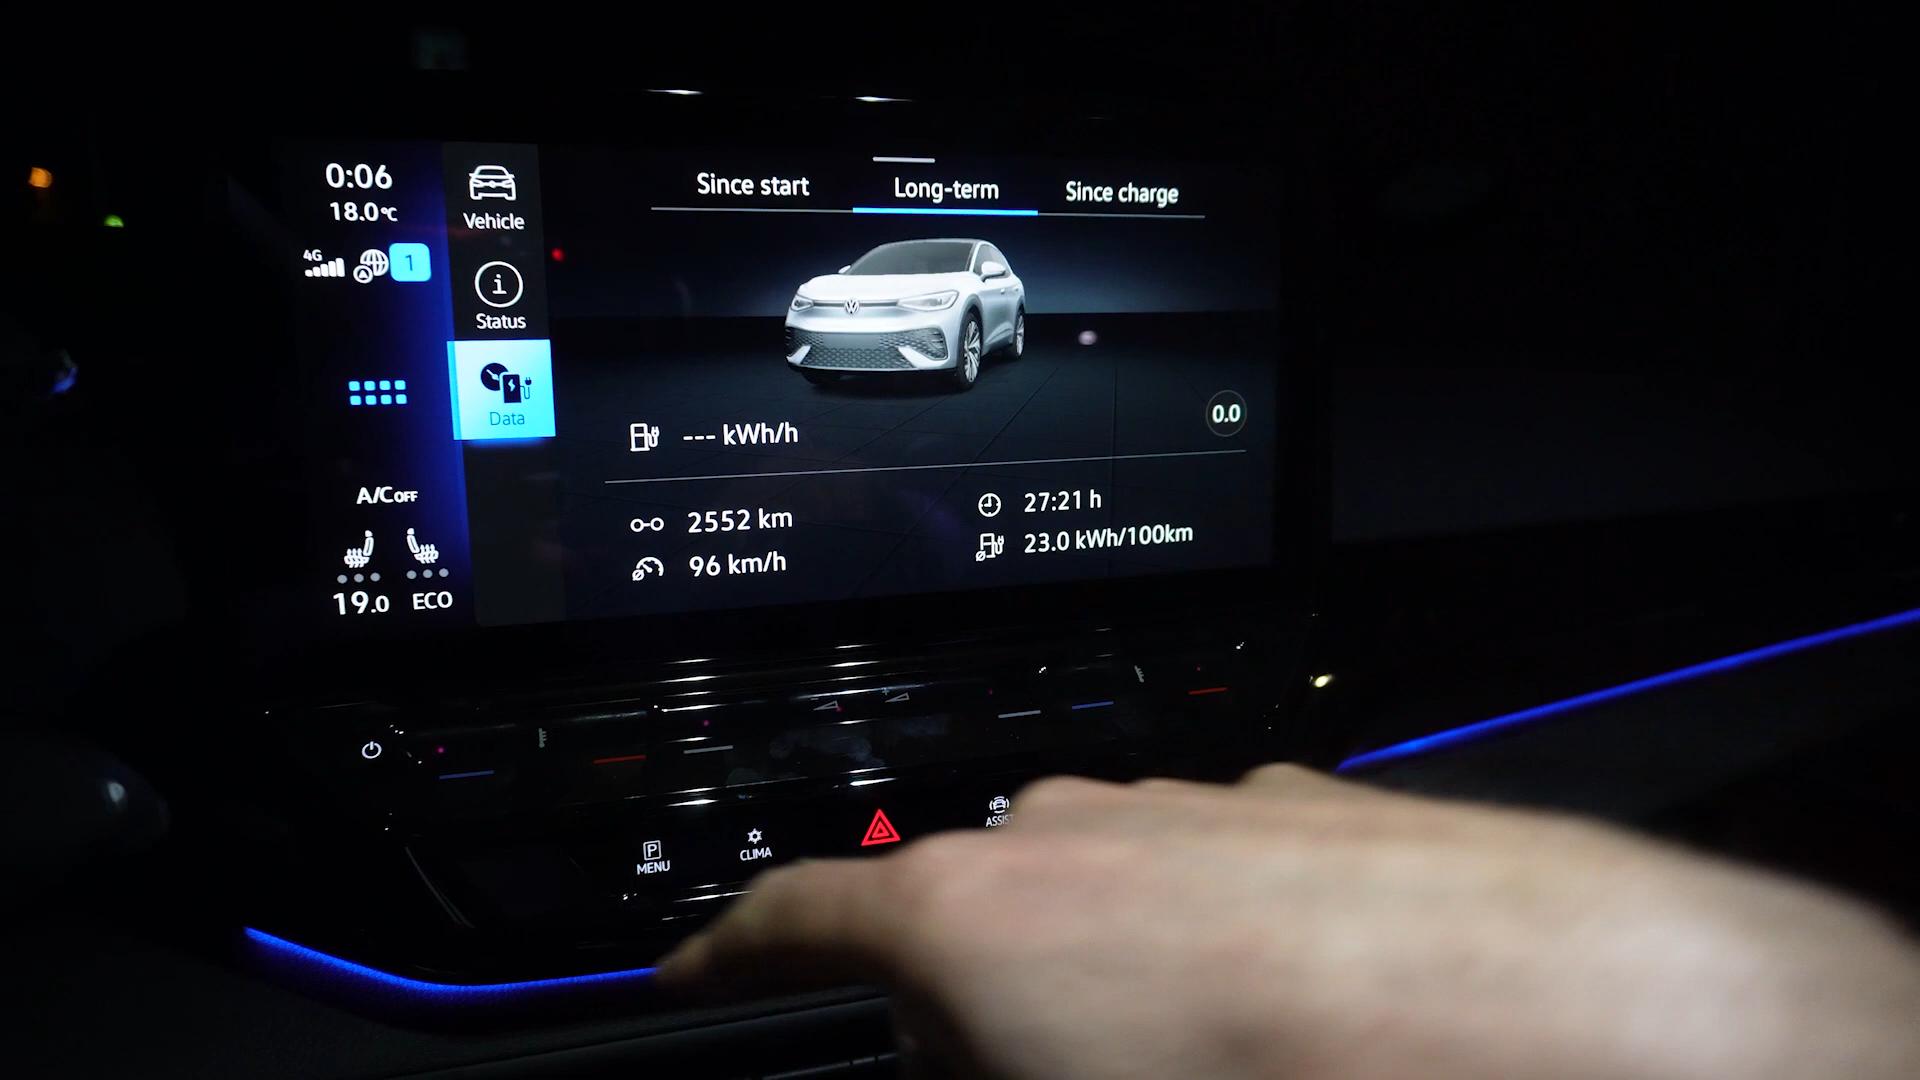 0:06
18.0°C
4G
1
A/C OFF
19.0 ECO
Vehicle
Status
Data
Since start
Long-term
Since charge
--- kWh/h
0.0
2552 km
96 km/h
27:21 h
23.0 kWh/100km
P
MENU
CLIMA
ASSIST